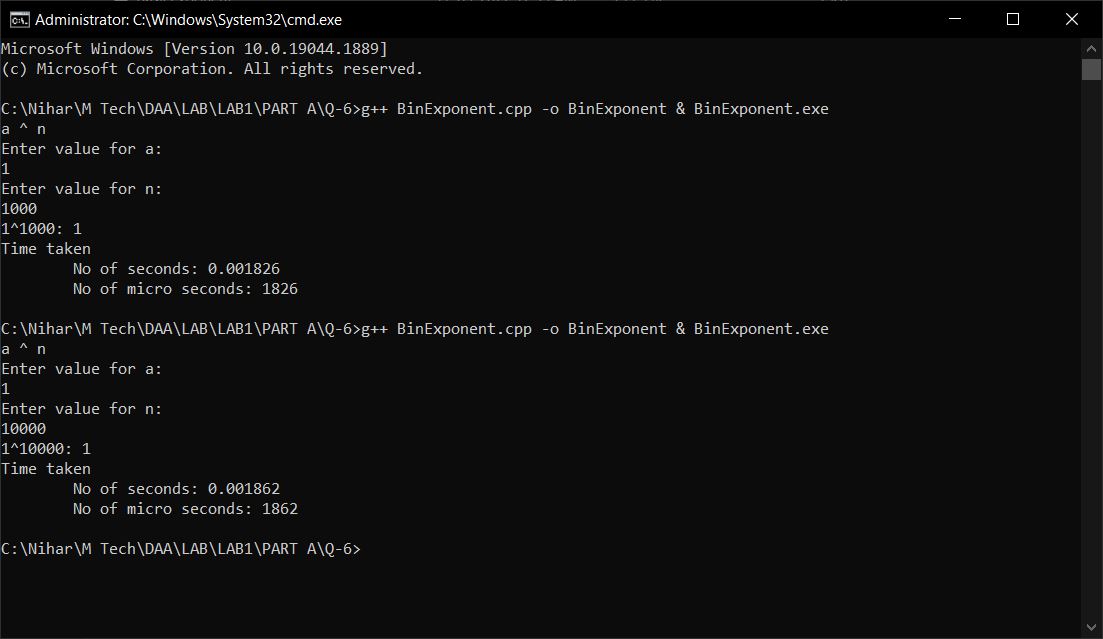 Administrator: C:\Windows\System32\cmd.exe
Microsoft Windows [Version 10.0.19044.1889]
(c) Microsoft Corporation. All rights reserved.
C:\Nihar\M Tech\DAA\LAB\LAB1\PART A\Q-6>g++ BinExponent.cpp -o BinExponent & BinExponent.exe
a ^ n
Enter value for a:
1
Enter value for n:
1000
1^1000: 1
Time taken
No of seconds: 0.001826
No of micro seconds: 1826
C:\Nihar\M Tech\DAA\LAB\LAB1\PART A\Q-6>g++ BinExponent.cpp -o BinExponent & BinExponent.exe
a ^ n
Enter value for a:
1
Enter value for n:
10000
1^10000: 1
Time taken
No of seconds: 0.001862
No of micro seconds: 1862
C:\Nihar\M Tech\DAA\LAB\LAB1\PART A\Q-6>